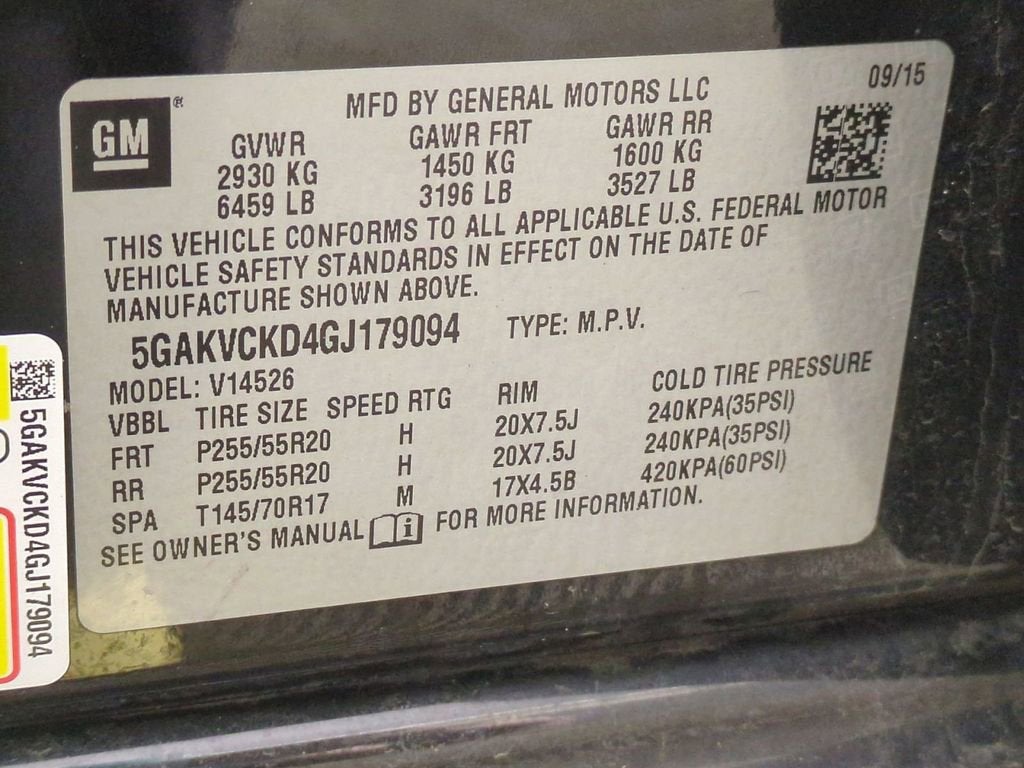 09/15
GM ®
MFD BY GENERAL MOTORS LLC
GVWR GAWR FRT GAWR RR
2930 KG 1450 KG 1600 KG
6459 LB 3196 LB 3527 LB
THIS VEHICLE CONFORMS TO ALL APPLICABLE U.S. FEDERAL MOTOR
VEHICLE SAFETY STANDARDS IN EFFECT ON THE DATE OF
MANUFACTURE SHOWN ABOVE.
5GAKVCKD4GJ179094 TYPE: M.P.V.
MODEL: V14526
VBBL TIRE SIZE SPEED RTG RIM COLD TIRE PRESSURE
FRT P255/55R20 H 20X7.5J 240KPA(35PSI)
RR P255/55R20 H 20X7.5J 240KPA(35PSI)
SPA T145/70R17 M 17X4.5B 420KPA(60PSI)
SEE OWNER'S MANUAL i FOR MORE INFORMATION.
5GAKVCKD4GJ179094